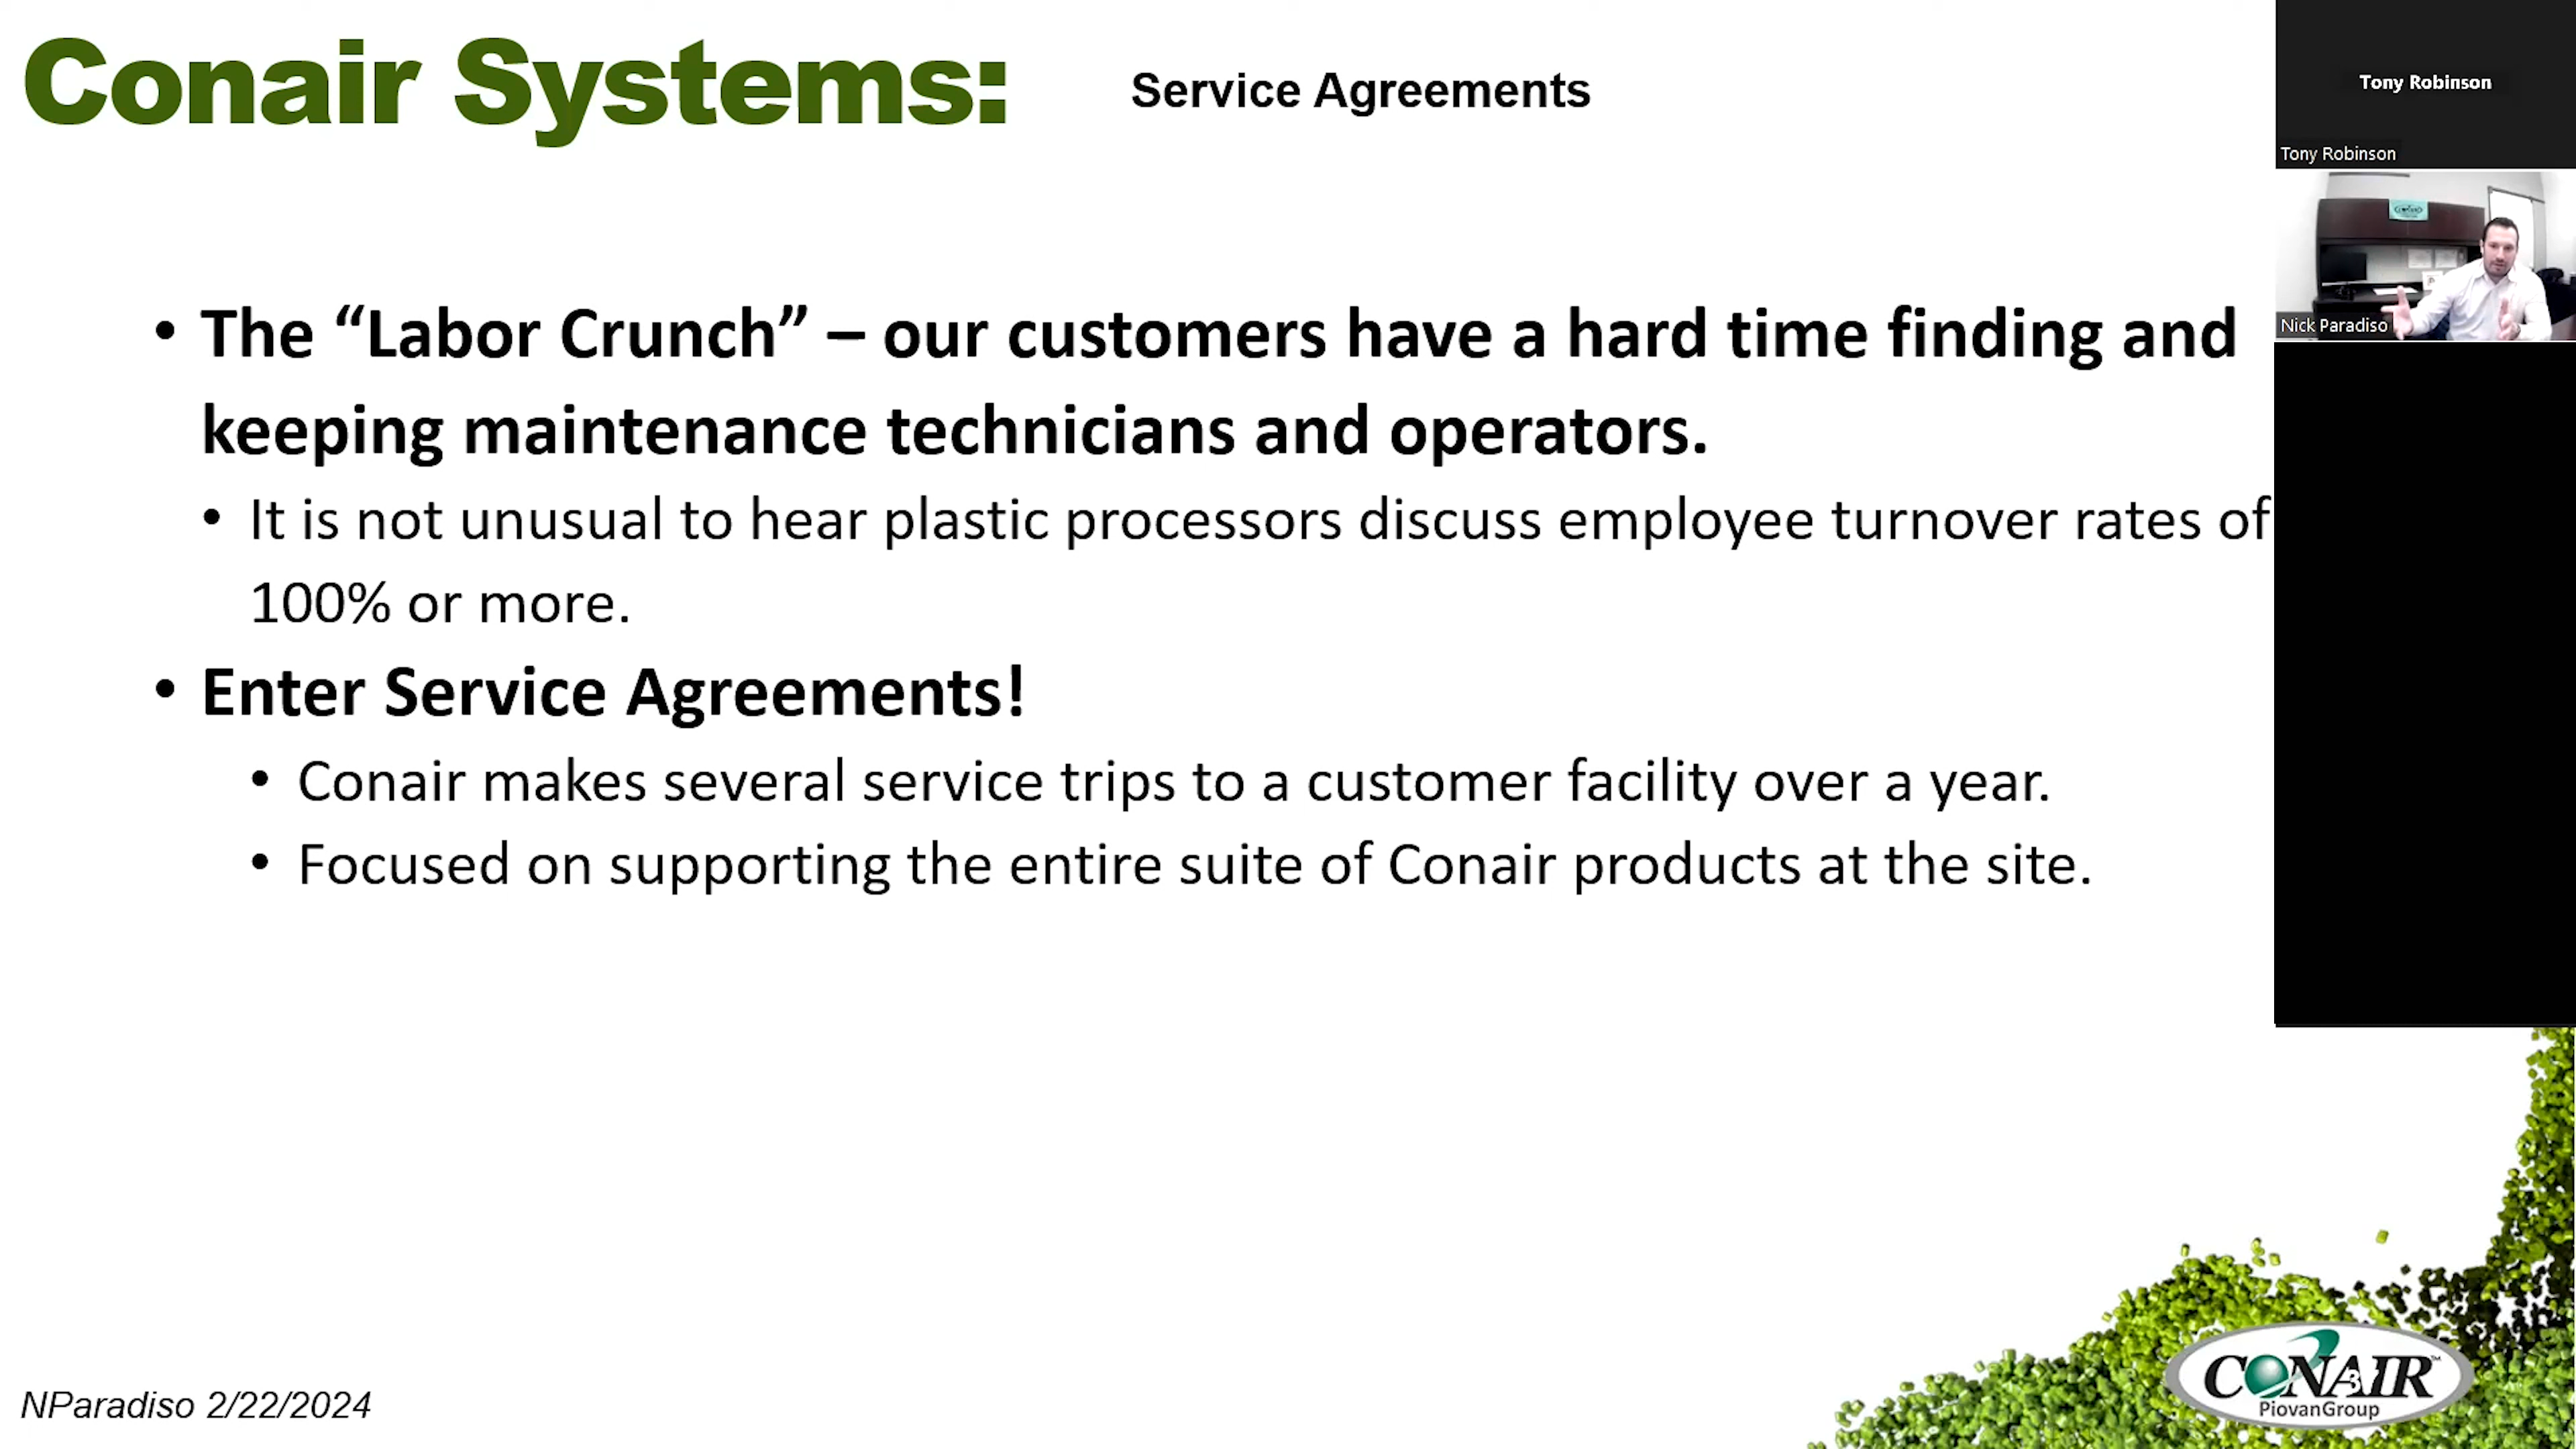 Conair Systems:
Service Agreements
Tony Robinson
Tony Robinson
Nick Paradiso
• The “Labor Crunch” – our customers have a hard time finding and
keeping maintenance technicians and operators.
• It is not unusual to hear plastic processors discuss employee turnover rates of
100% or more.
• Enter Service Agreements!
• Conair makes several service trips to a customer facility over a year.
• Focused on supporting the entire suite of Conair products at the site.
NParadiso 2/22/2024
CONAIR
PiovanGroup